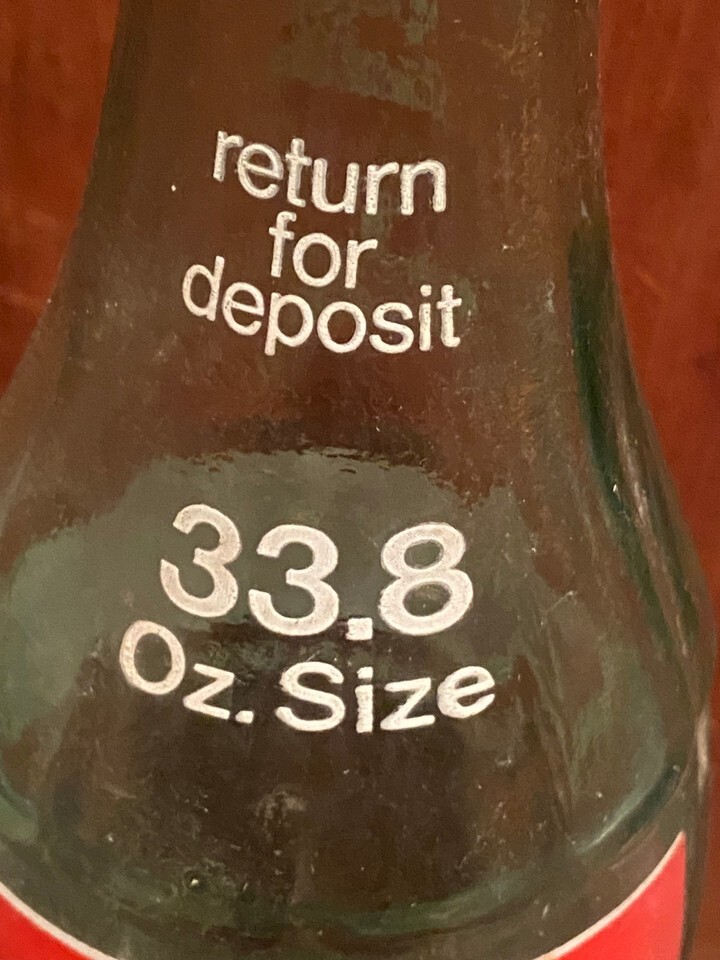 return
for
deposit
33.8
Oz. Size